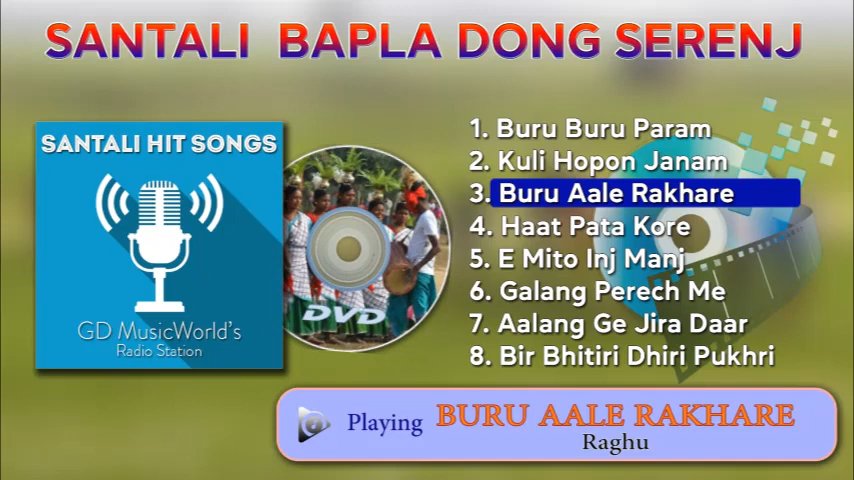 SANTALI BAPLA DONG SERENJ
SANTALI HIT SONGS
GD MusicWorld's
Radio Station
DVD
1. Buru Buru Param
2. Kuli Hopon Janam
3. Buru Aale Rakhare
4. Haat Pata Kore
5. E Mito Inj Manj
6. Galang Perech Me
7. Aalang Ge Jira Daar
8. Bir Bhitiri Dhiri Pukhri
Playing BURU AALE RAKHARE
Raghu